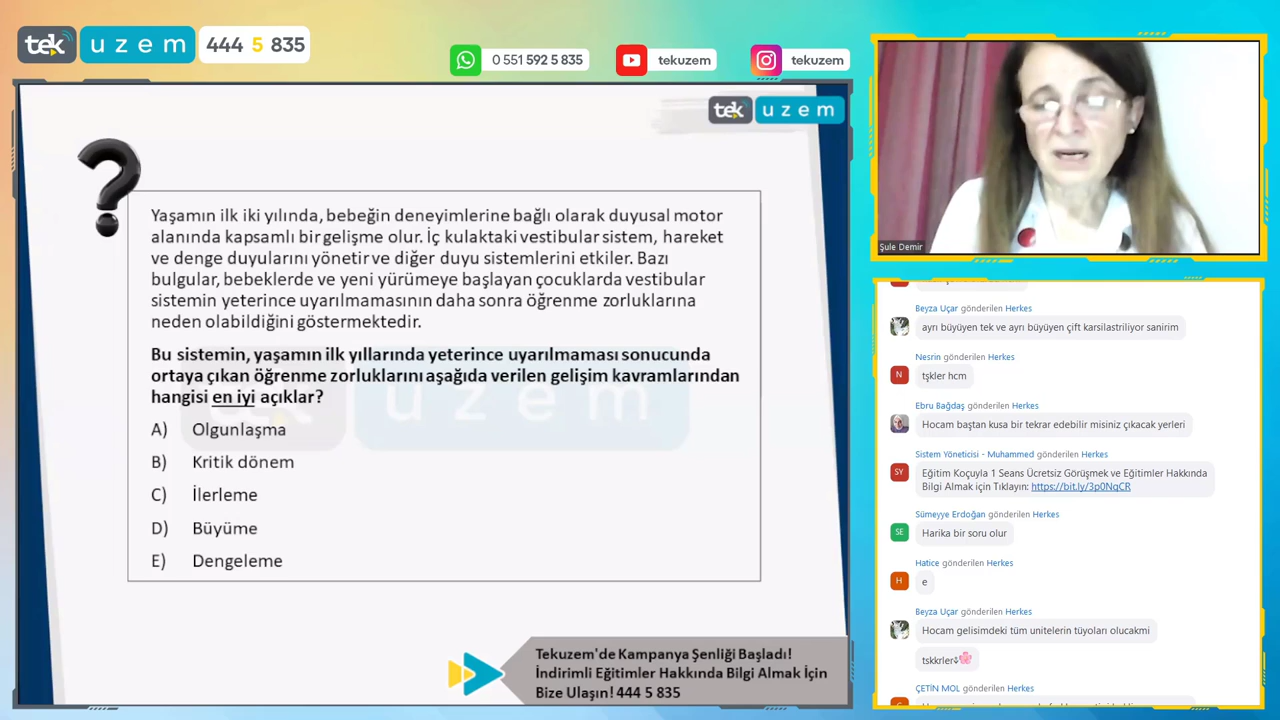 tek uzem 444 5 835
0 551 592 5 835
tekuzem
tekuzem
tek uzem
Yaşamın ilk iki yılında, bebeğin deneyimlerine bağlı olarak duyusal motor
alanında kapsamlı bir gelişme olur. İç kulaktaki vestibular sistem, hareket
ve denge duyularını yönetir ve diğer duyu sistemlerini etkiler. Bazı
bulgular, bebeklerde ve yeni yürümeye başlayan çocuklarda vestibular
sistemin yeterince uyarılmamasının daha sonra öğrenme zorluklarına
neden olabildiğini göstermektedir.
Bu sistemin, yaşamın ilk yıllarında yeterince uyarılmaması sonucunda
ortaya çıkan öğrenme zorluklarını aşağıda verilen gelişim kavramlarından
hangisi en iyi açıklar?
A) Olgunlaşma
B) Kritik dönem
C) İlerleme
D) Büyüme
E) Dengeleme
uzem
Tekuzem'de Kampanya Şenliği Başladı!
İndirimli Eğitimler Hakkında Bilgi Almak İçin
Bize Ulaşın! 444 5 835
Şule Demir
Beyza Uçar gönderilen Herkes
ayrı büyüyen tek ve ayrı büyüyen çift karsilastriliyor sanirim
Nesrin gönderilen Herkes
N
tşkler hcm
Ebru Bağdaş gönderilen Herkes
Hocam baştan kusa bir tekrar edebilir misiniz çıkacak yerleri
Sistem Yöneticisi - Muhammed gönderilen Herkes
SY
Eğitim Koçuyla 1 Seans Ücretsiz Görüşmek ve Eğitimler Hakkında
Bilgi Almak için Tıklayın: https://bit.ly/3p0NqCR
Sümeyye Erdoğan gönderilen Herkes
SE
Harika bir soru olur
Hatice gönderilen Herkes
H
e
Beyza Uçar gönderilen Herkes
Hocam gelisimdeki tüm unitelerin tüyoları olucakmi
tskkrler
ÇETİN MOL gönderilen Herkes